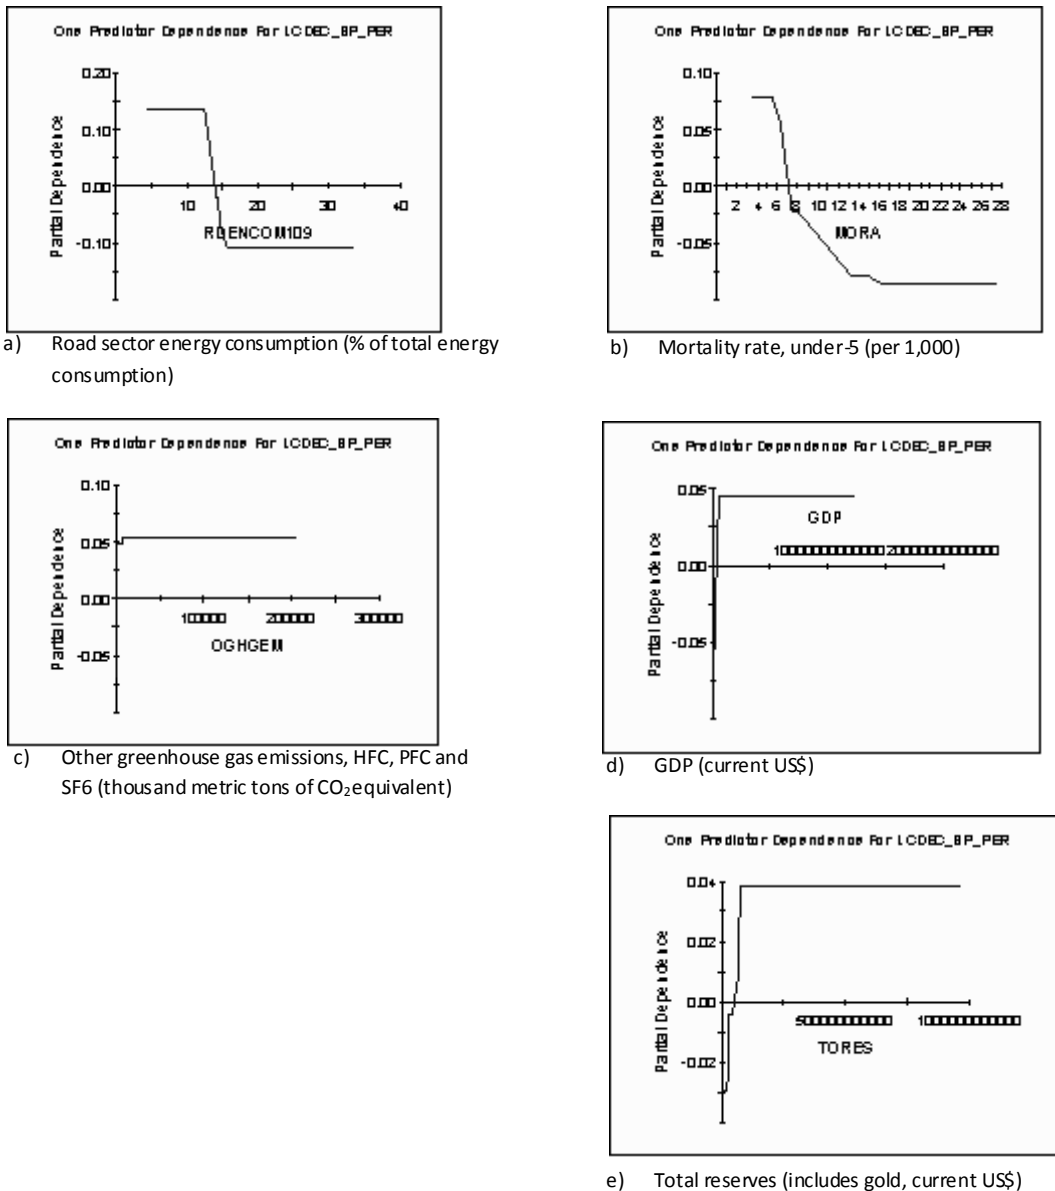 One Predictor Dependence For LCDEC_BP_PER
0.20
0.10
0.00
-0.10
Partial Dependence
10 20 30 40
RDENCOM109
a) Road sector energy consumption (% of total energy
consumption)
One Predictor Dependence For LCDEC_BP_PER
0.10
0.05
0.00
-0.05
Partial Dependence
2 4 6 8 10 12 14 16 18 20 22 24 26 28
MORA
b) Mortality rate, under-5 (per 1,000)
One Predictor Dependence For LCDEC_BP_PER
0.10
0.05
0.00
-0.05
Partial Dependence
100000 200000 300000
OGHGEM
c) Other greenhouse gas emissions, HFC, PFC and
SF6 (thousand metric tons of CO₂ equivalent)
One Predictor Dependence For LCDEC_BP_PER
0.05
0.00
-0.05
Partial Dependence
GDP
d) GDP (current US$)
One Predictor Dependence For LCDEC_BP_PER
0.04
0.02
0.00
-0.02
Partial Dependence
TORES
e) Total reserves (includes gold, current US$)